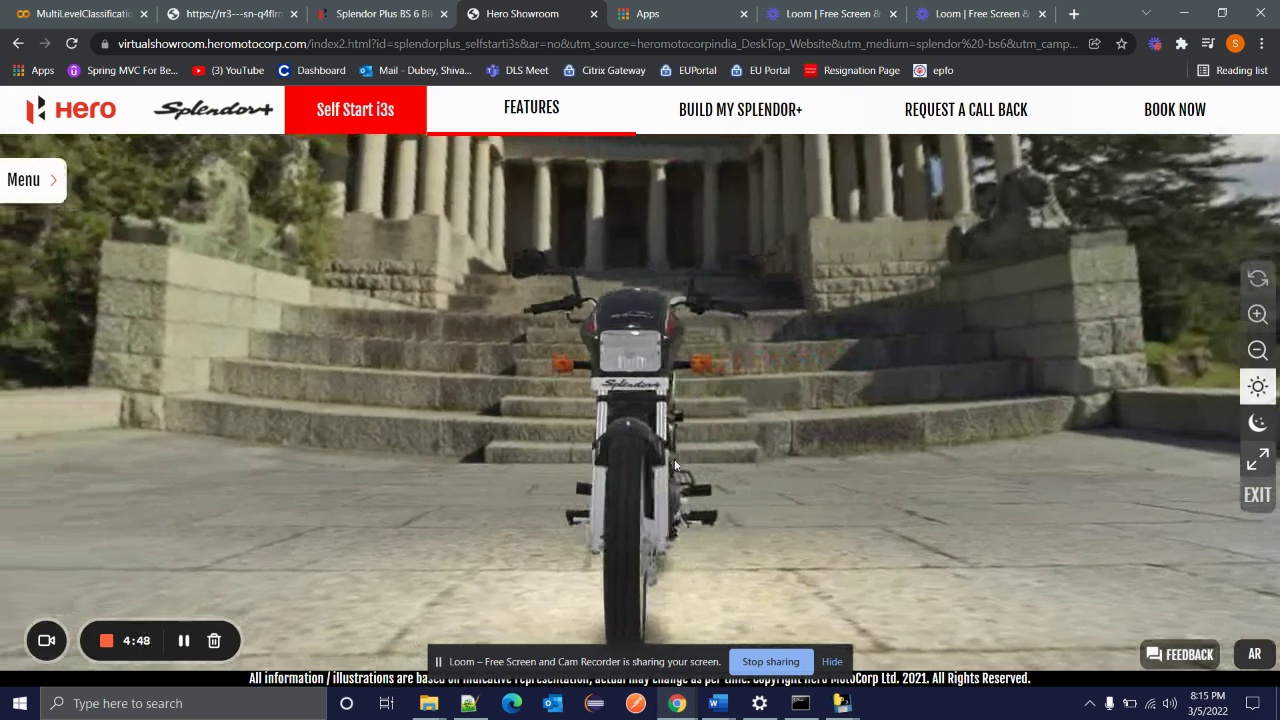 MultiLevelClassificatio
https://rr3---sn-q4flrn
Splendor Plus BS 6 Bik
Hero Showroom
Apps
Loom | Free Screen &
Loom | Free Screen &
virtualshowroom.heromotocorp.com/index2.html?id=splendorplus_selfstarti3s&at=no&utm_source=heromotocorpindia_DeskTop_Website&utm_medium=splendor%20-bs6&utm_camp...
S
Apps
Spring MVC For Be...
(3) YouTube
Dashboard
Mail - Dubey, Shiva...
DLS Most
Citrix Gateway
EUPortal
EU Portal
Resignation Page
epfo
Reading list
HERO
Splendor+
Self Start i3s
FEATURES
BUILD MY SPLENDOR+
REQUEST A CALL BACK
BOOK NOW
Menu
Splendor+
EXIT
4:48
Loom – Free Screen and Cam Recorder is sharing your screen.
Stop sharing
Hide
FEEDBACK
AR
All information / illustrations are based on indicative representation, actual may change as per time. Copyright Hero MotoCorp Ltd. 2021. All Rights Reserved.
Type here to search
8:15 PM
3/5/2022